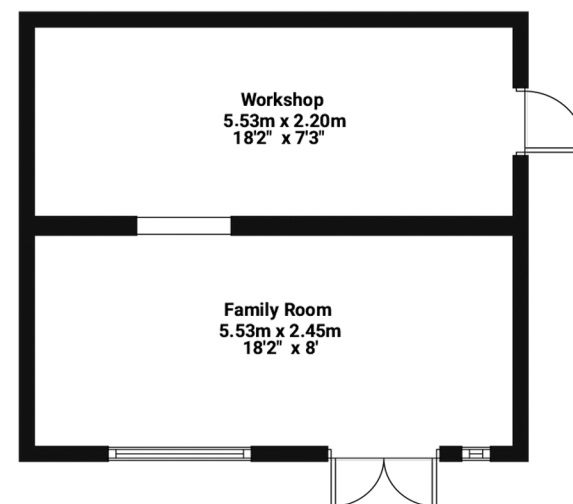 Workshop
5.53m x 2.20m
18'2" x 7'3"
Family Room
5.53m x 2.45m
18'2" x 8'